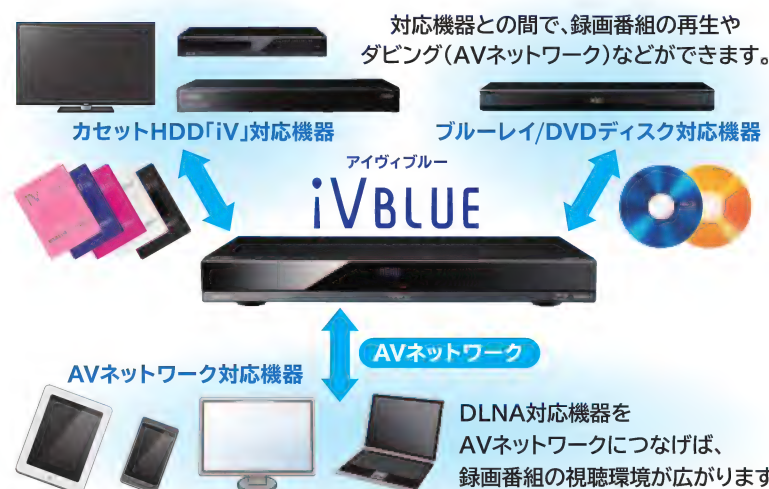 対応機器との間で、録画番組の再生や
ダビング(AVネットワーク)などができます。
カセットHDD「iV」対応機器
ブルーレイ/DVDディスク対応機器
アイヴィブルー
iVBLUE
AVネットワーク
AVネットワーク対応機器
DLNA対応機器を
AVネットワークにつなげば、
録画番組の視聴環境が広がります